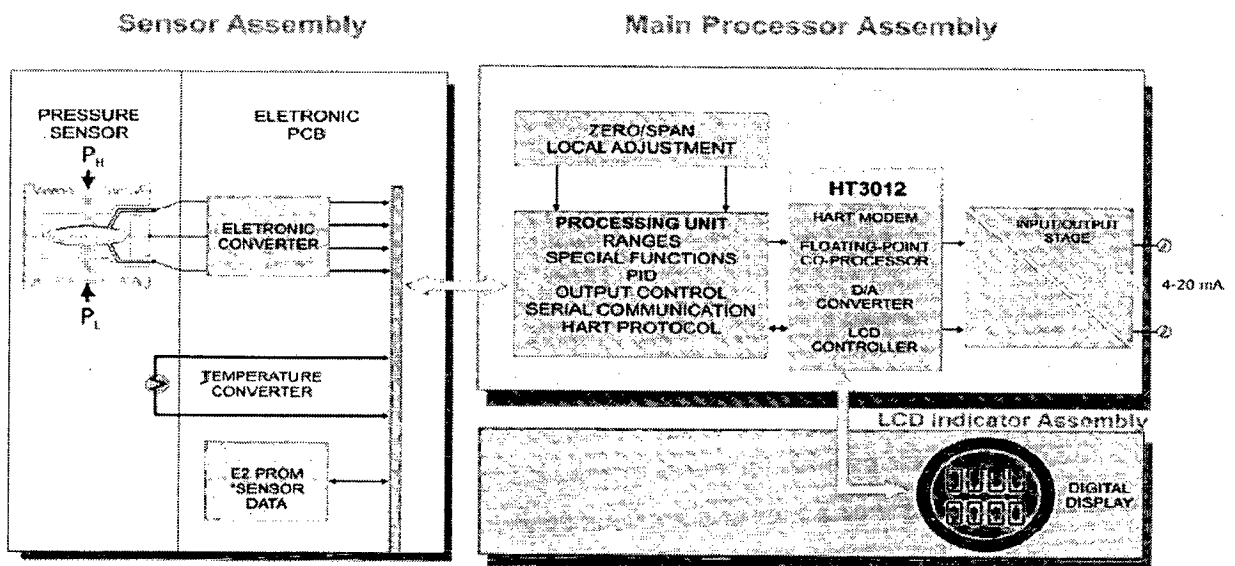 Sensor Assembly
Main Processor Assembly
PRESSURE
SENSOR
P_H
P_L
ELETRONIC
PCB
ELETRONIC
CONVERTER
TEMPERATURE
CONVERTER
E2 PROM
*SENSOR
DATA
ZERO/SPAN
LOCAL ADJUSTMENT
PROCESSING UNIT
RANGES
SPECIAL FUNCTIONS
PID
OUTPUT CONTROL
SERIAL COMMUNICATION
HART PROTOCOL
HT3012
HART MODEM
FLOATING-POINT
CO-PROCESSOR
D/A
CONVERTER
LCD
CONTROLLER
INPUT/OUTPUT
STAGE
4-20 mA
LCD Indicator Assembly
DIGITAL
DISPLAY